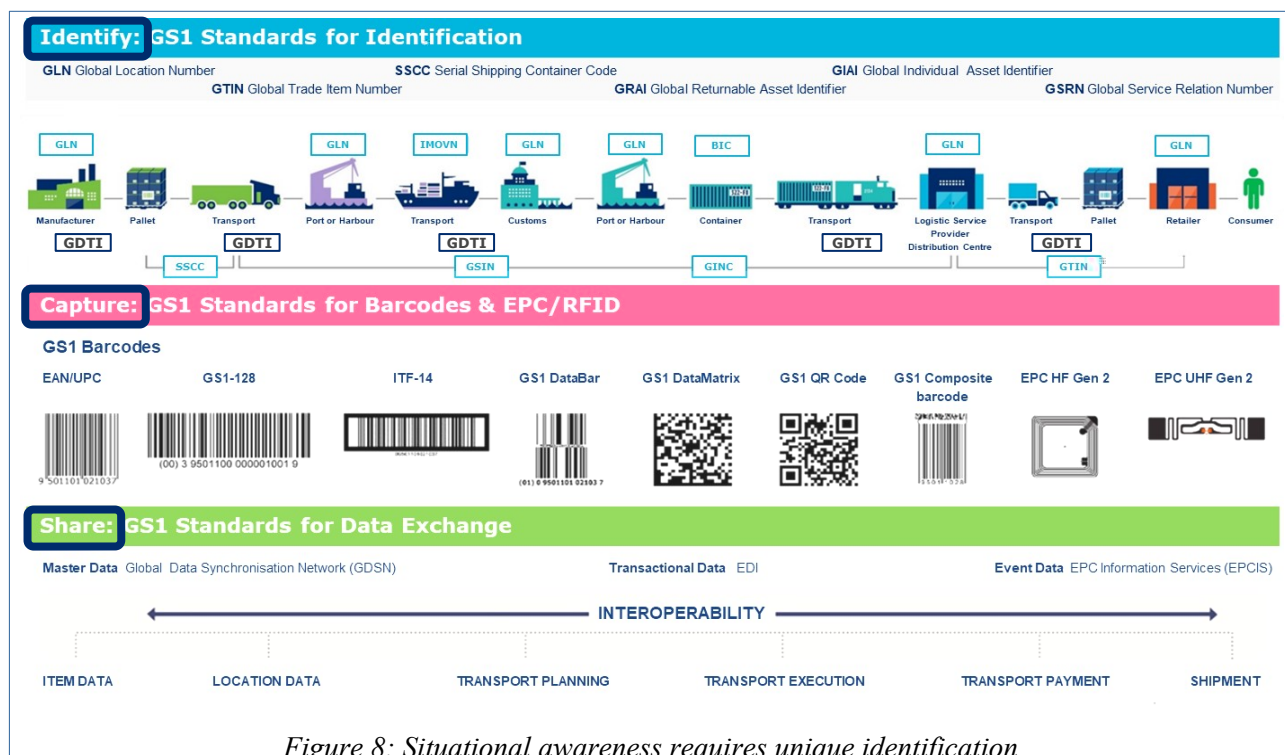 Identify: GS1 Standards for Identification
GLN Global Location Number SSCC Serial Shipping Container Code GIAI Global Individual Asset Identifier
GTIN Global Trade Item Number GRAI Global Returnable Asset Identifier GSRN Global Service Relation Number
GLN GLN IMOVN GLN GLN BIC GLN GLN
Manufacturer Pallet Transport Port or Harbour Transport Customs Port or Harbour Container Transport Logistic Service Transport Pallet Retailer Consumer
Provider
Distribution Centre
GDTI GDTI GDTI GDTI GDTI
SSCC GSIN GINC GTIN
Capture: GS1 Standards for Barcodes & EPC/RFID
GS1 Barcodes
EAN/UPC GS1-128 ITF-14 GS1 DataBar GS1 DataMatrix GS1 QR Code GS1 Composite EPC HF Gen 2 EPC UHF Gen 2
barcode
(00) 3 9501100 000001001 9
9 501101 021037
(01) 0 9501101 02103 7
Share: GS1 Standards for Data Exchange
Master Data Global Data Synchronisation Network (GDSN) Transactional Data EDI Event Data EPC Information Services (EPCIS)
INTEROPERABILITY
ITEM DATA LOCATION DATA TRANSPORT PLANNING TRANSPORT EXECUTION TRANSPORT PAYMENT SHIPMENT
Figure 8: Situational awareness requires unique identification